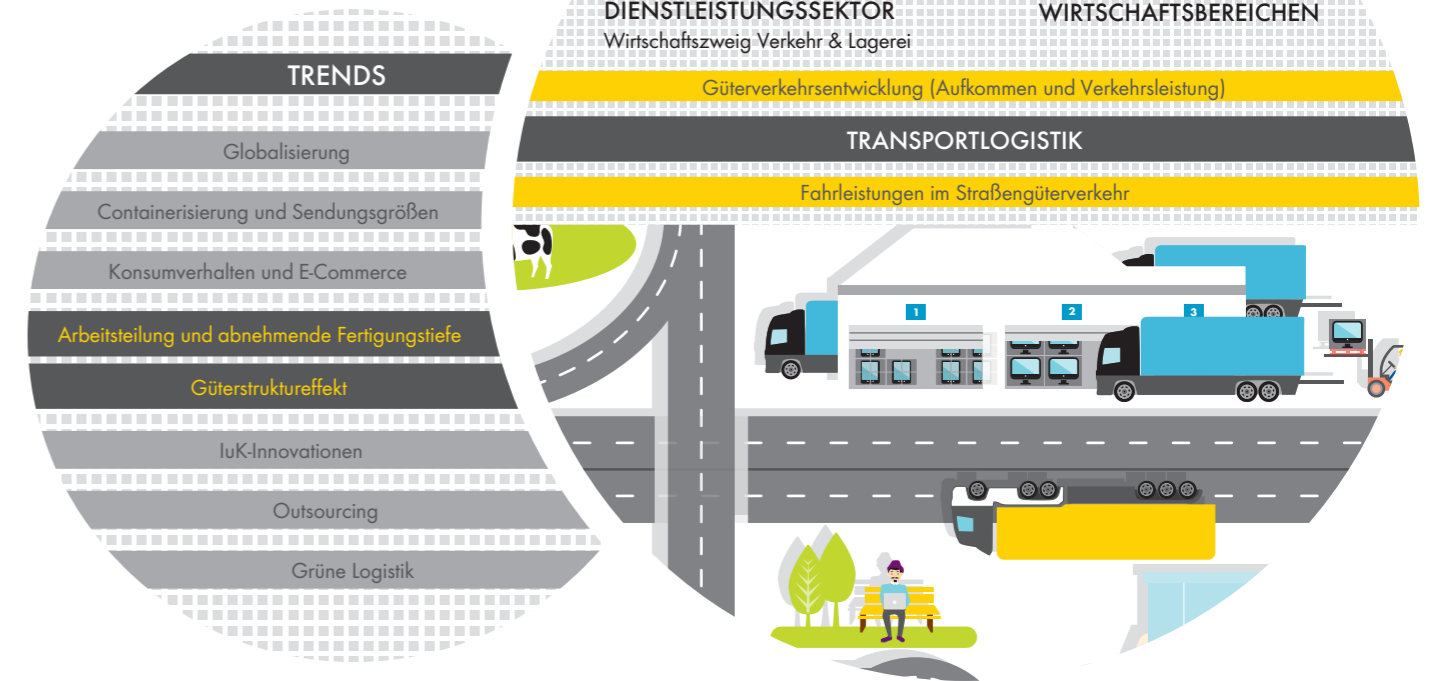 TRENDS
Globalisierung
Containerisierung und Sendungsgrößen
Konsumverhalten und E-Commerce
Arbeitsteilung und abnehmende Fertigungstiefe
Güterstruktureffekt
IuK-Innovationen
Outsourcing
Grüne Logistik
DIENSTLEISTUNGSSEKTOR
Wirtschaftszweig Verkehr & Lagerei
WIRTSCHAFTSBEREICHEN
Güterverkehrsentwicklung (Aufkommen und Verkehrsleistung)
TRANSPORTLOGISTIK
Fahrleistungen im Straßengüterverkehr
1
2
3